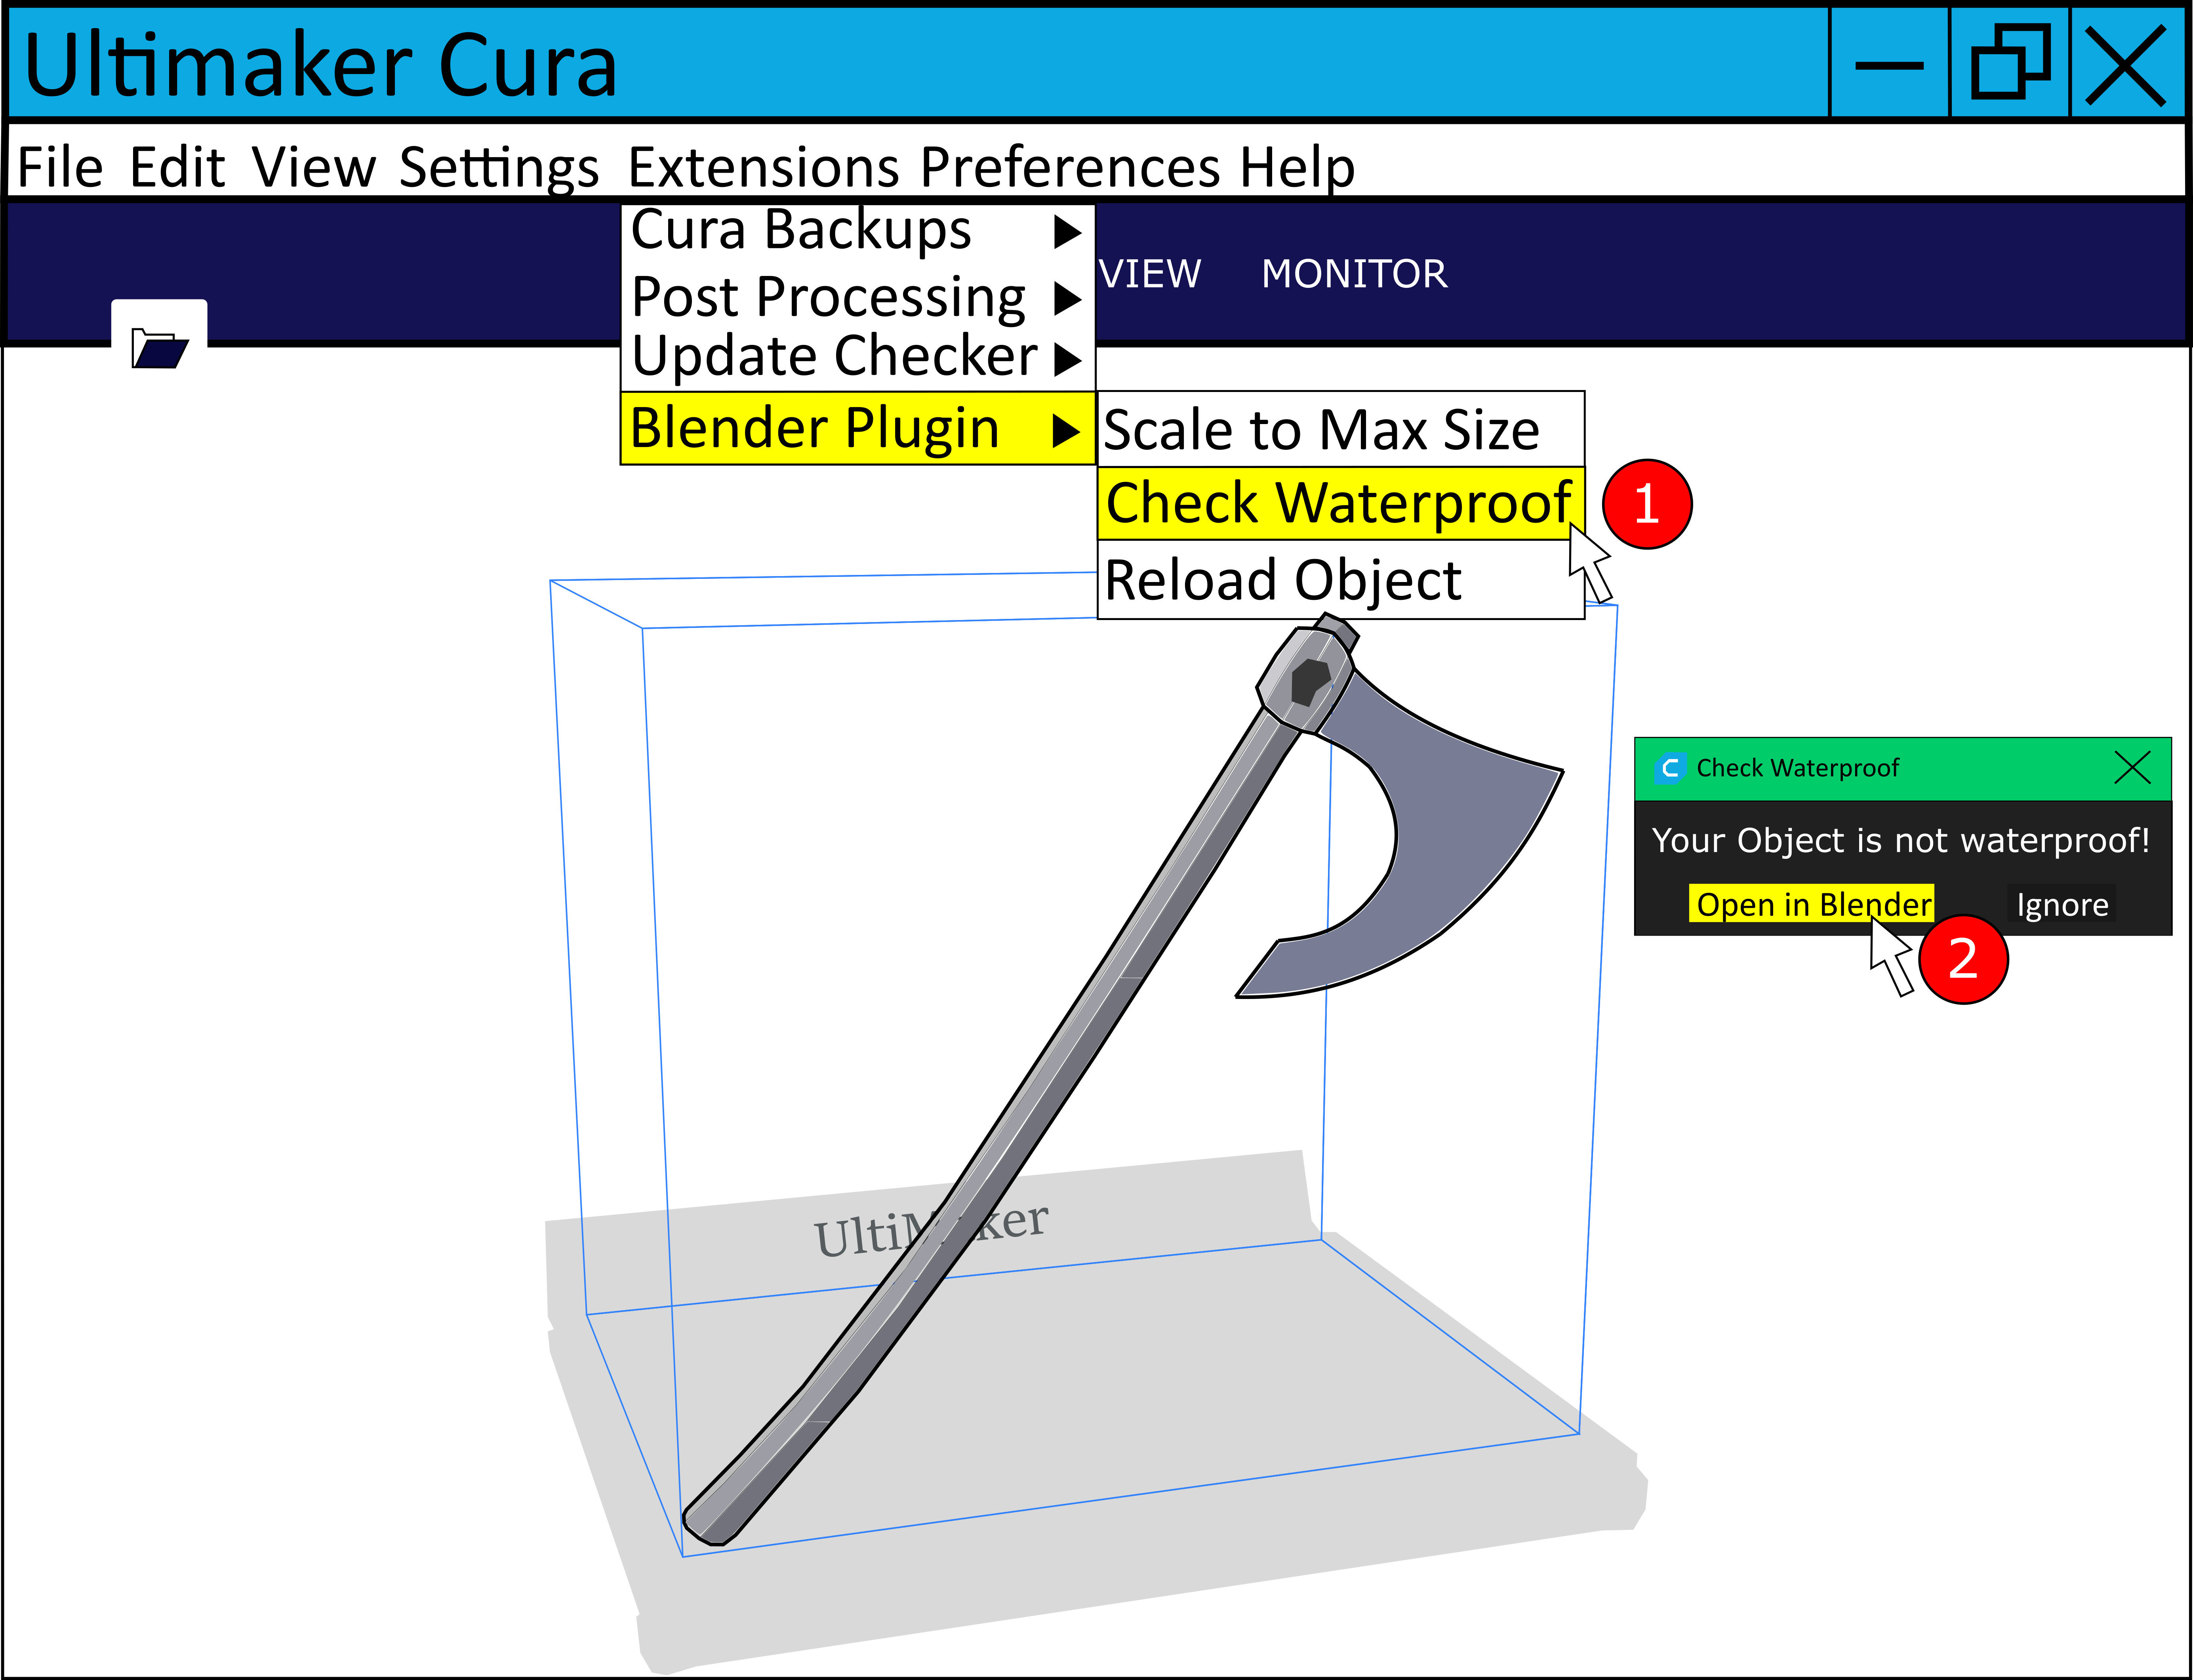 Ultimaker Cura
File Edit View Settings Extensions Preferences Help
Cura Backups
Post Processing
Update Checker
Blender Plugin
VIEW MONITOR
Scale to Max Size
Check Waterproof
Reload Object
1
C Check Waterproof
Your Object is not waterproof!
Open in Blender Ignore
2